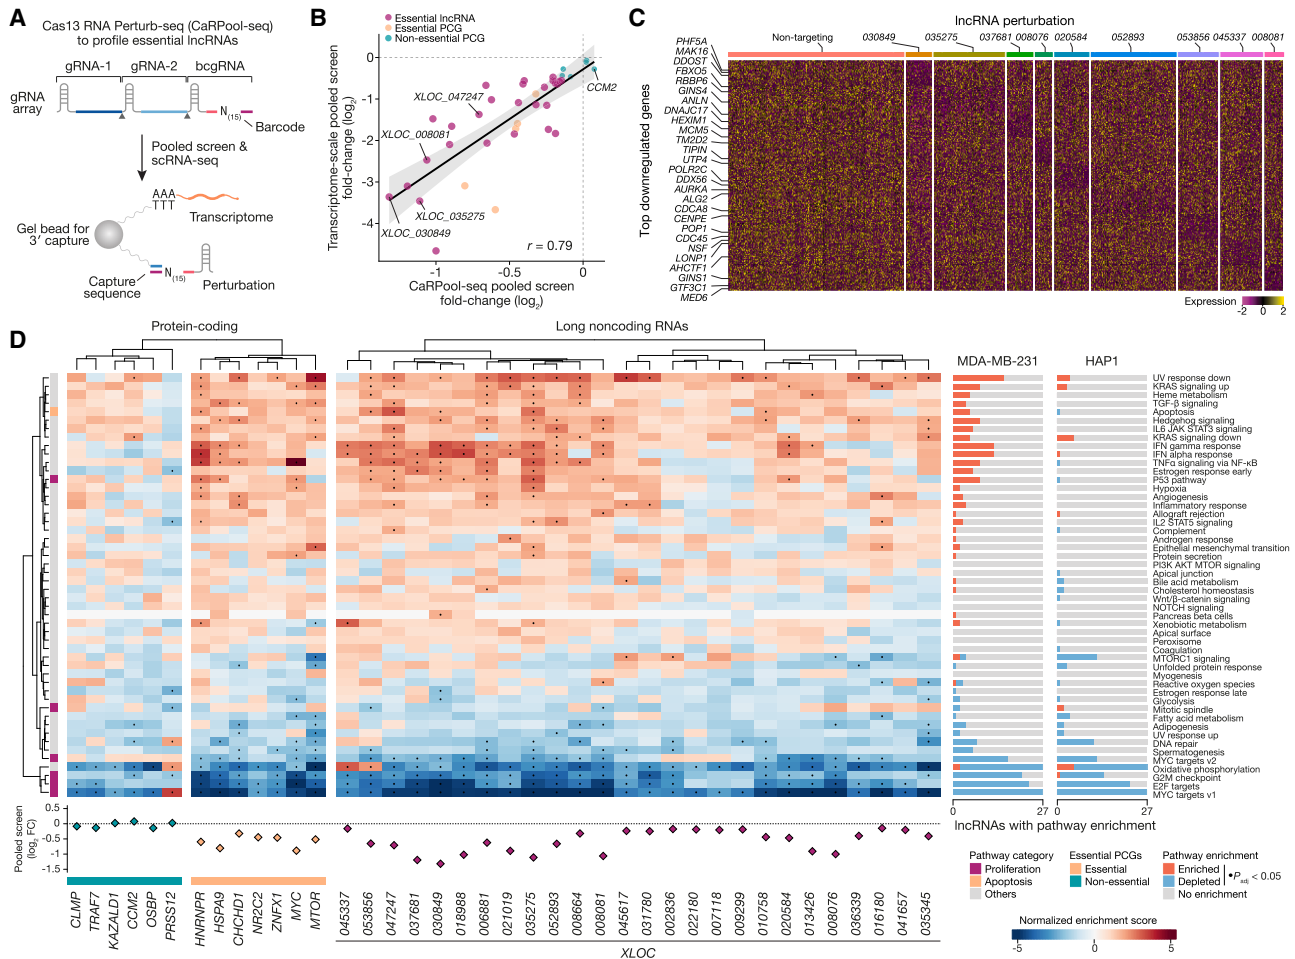 A
Cas13 RNA Perturb-seq (CaRPool-seq)
to profile essential lncRNAs
gRNA-1
gRNA-2
bcgRNA
gRNA
array
N(15)
Barcode
Pooled screen &
scRNA-seq
AAA
TTT
Transcriptome
Gel bead for
3′ capture
N(15)
Capture
sequence
Perturbation
B
Essential lncRNA
Essential PCG
Non-essential PCG
Transcriptome-scale pooled screen
fold-change (log2)
0
-1
-2
-3
-4
XLOC_047247
CCM2
XLOC_008081
XLOC_035275
XLOC_030849
r = 0.79
-1
-0.5
0
CaRPool-seq pooled screen
fold-change (log2)
C
lncRNA perturbation
Non-targeting
030849
035275
037681
008076
020584
052893
053856
045337
008081
Top downregulated genes
PHF5A
MAK16
DDOST
FBXO5
RBBP6
GINS4
ANLN
DNAJC17
HEXIM1
MCM5
TM2D2
TIPIN
UTP4
POLR2C
DDX56
AURKA
ALG2
CDCA8
CENPE
POP1
CDC45
NSF
LONP1
AHCTF1
GINS1
GTF3C1
MED6
Expression
-2
0
2
D
Protein-coding
Long noncoding RNAs
MDA-MB-231
HAP1
UV response down
KRAS signaling up
Heme metabolism
TGF-β signaling
Apoptosis
Hedgehog signaling
IL6 JAK STAT3 signaling
KRAS signaling down
IFN gamma response
IFN alpha response
TNFα signaling via NF-κB
Estrogen response early
P53 pathway
Hypoxia
Angiogenesis
Inflammatory response
Allograft rejection
IL2 STAT5 signaling
Complement
Androgen response
Epithelial mesenchymal transition
Protein secretion
PI3K AKT MTOR signaling
Apical junction
Bile acid metabolism
Cholesterol homeostasis
Wnt/β-catenin signaling
NOTCH signaling
Pancreas beta cells
Xenobiotic metabolism
Apical surface
Peroxisome
Coagulation
MTORC1 signaling
Unfolded protein response
Myogenesis
Reactive oxygen species
Estrogen response late
Glycolysis
Mitotic spindle
Fatty acid metabolism
Adipogenesis
UV response up
DNA repair
Spermatogenesis
MYC targets v2
Oxidative phosphorylation
G2M checkpoint
E2F targets
MYC targets v1
0
27
0
27
lncRNAs with pathway enrichment
Pooled screen
(log2 FC)
0.5
0
-0.5
-1
-1.5
CLMP
TRAF7
KAZALD1
CCM2
OSBP
PRSS12
HNRNPR
HSPA9
CHCHD1
NR2C2
ZNFX1
MYC
MTOR
045337
053856
047247
037681
030849
018988
006881
021019
035275
052893
008664
008081
045617
031780
002836
022180
007118
009299
010758
020584
013426
008076
036339
016180
041657
035345
XLOC
Pathway category
Proliferation
Apoptosis
Others
Essential PCGs
Essential
Non-essential
Pathway enrichment
Enriched
Depleted
No enrichment
•Padj < 0.05
Normalized enrichment score
-5
0
5